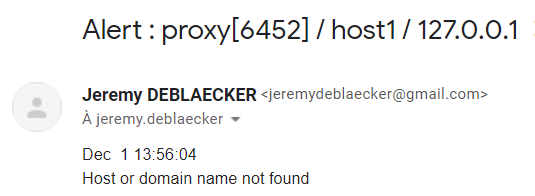 Alert : proxy[6452] / host1 / 127.0.0.1
Jeremy DEBLAECKER <jeremydeblaecker@gmail.com>
À jeremy.deblaecker
Dec  1 13:56:04
Host or domain name not found